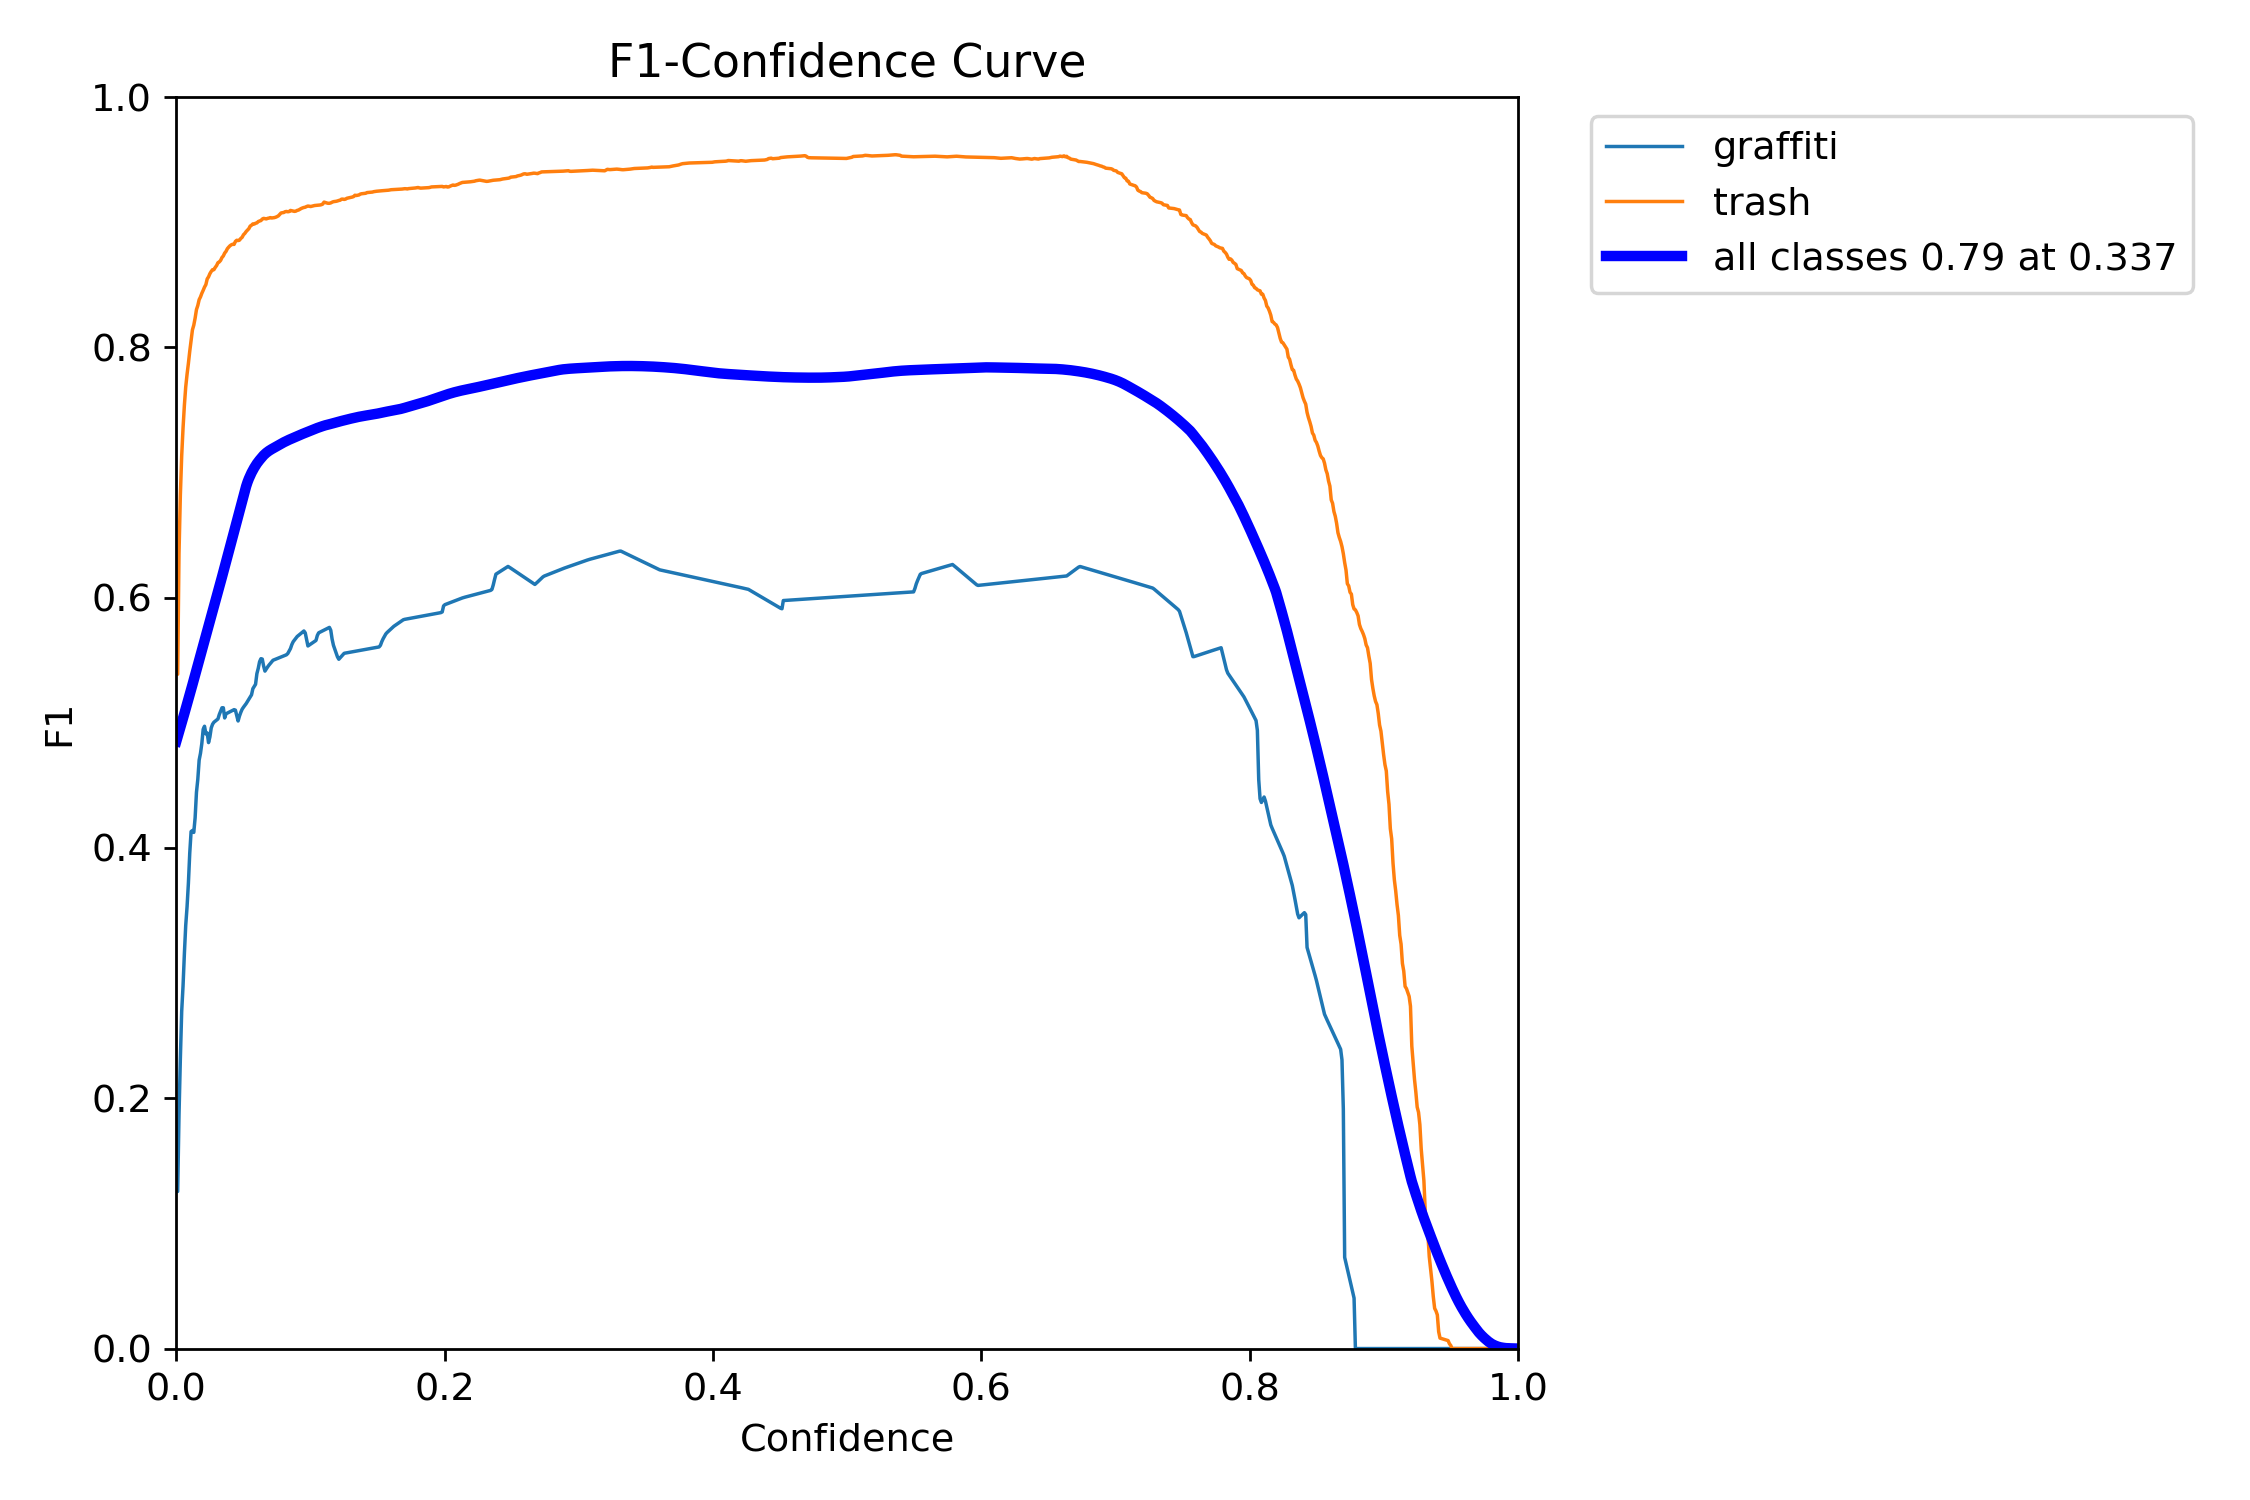 F1-Confidence Curve
1.0
0.8
0.6
0.4
0.2
0.0
F1
0.0 0.2 0.4 0.6 0.8 1.0
Confidence
graffiti
trash
all classes 0.79 at 0.337